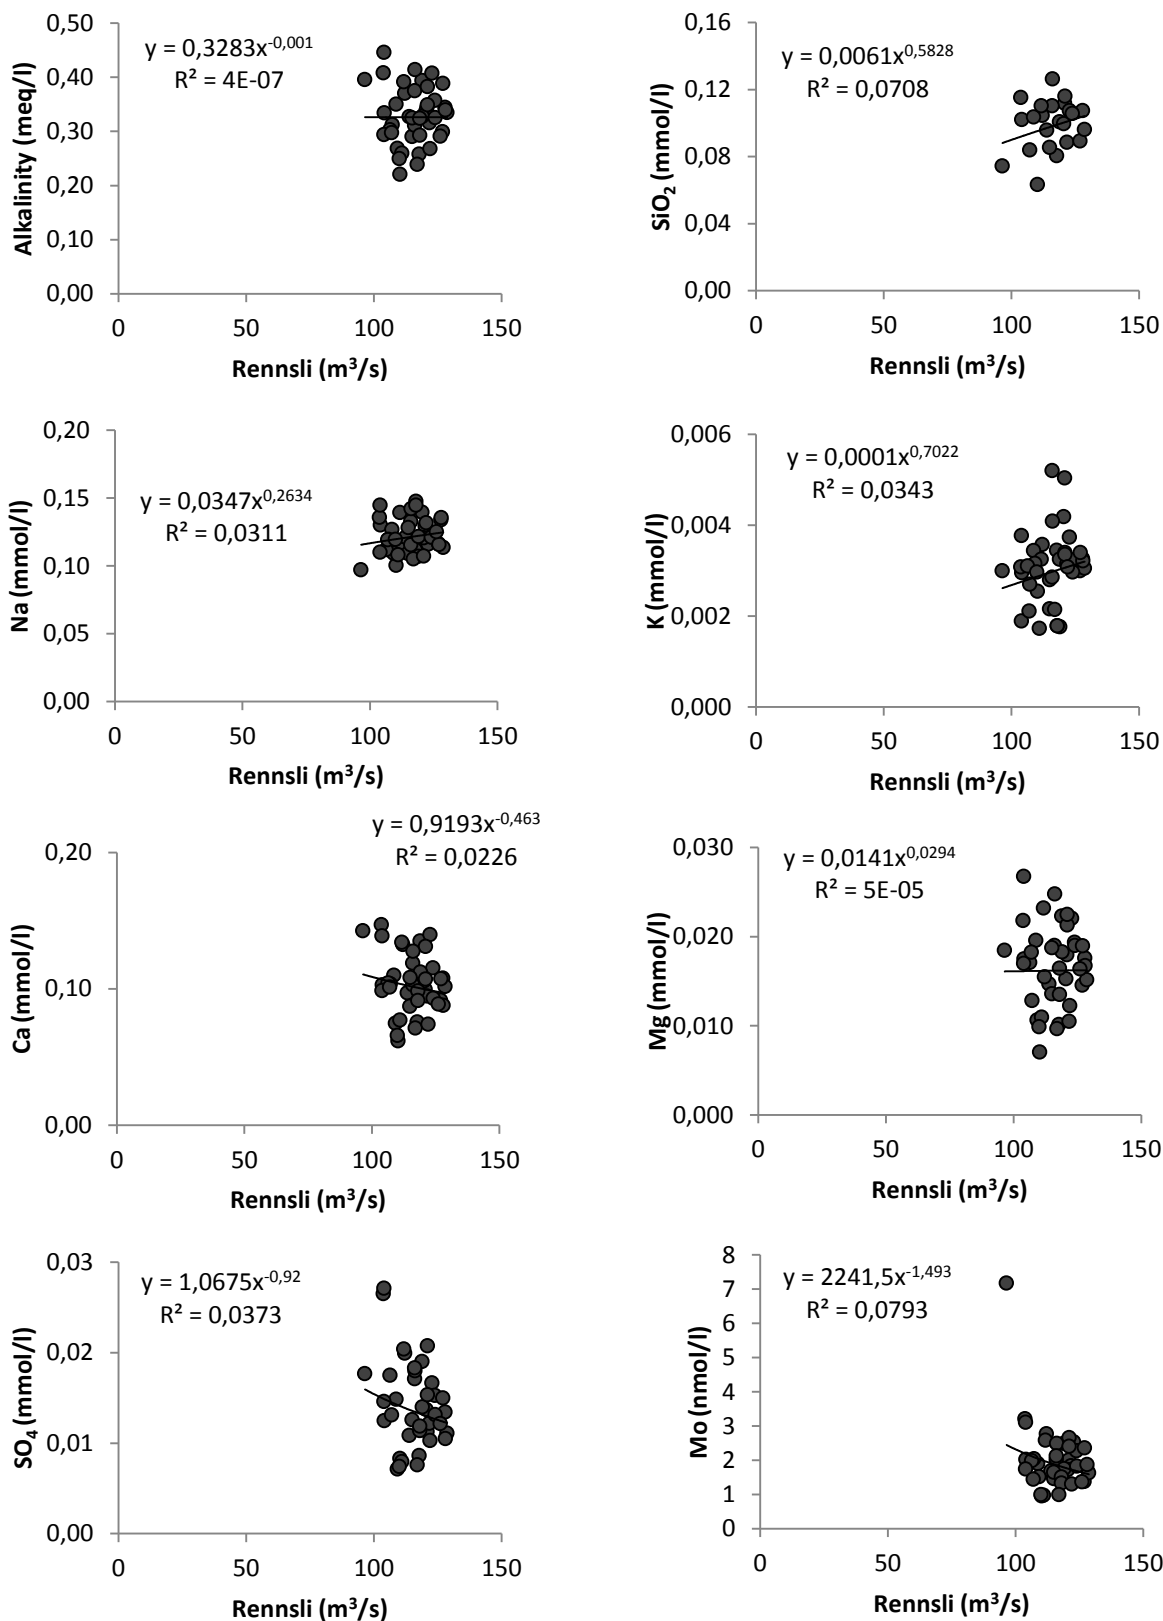 0,50
y = 0,3283x^-0,001
R² = 4E-07
0,40
0,30
0,20
0,10
0,00
0 50 100 150
Alkalinity (meq/l)
Rennsli (m³/s)
0,16
y = 0,0061x^0,5828
R² = 0,0708
0,12
0,08
0,04
0,00
0 50 100 150
SiO₂ (mmol/l)
Rennsli (m³/s)
0,20
0,15
y = 0,0347x^0,2634
R² = 0,0311
0,10
0,05
0,00
0 50 100 150
Na (mmol/l)
Rennsli (m³/s)
0,006
y = 0,0001x^0,7022
R² = 0,0343
0,004
0,002
0,000
0 50 100 150
K (mmol/l)
Rennsli (m³/s)
y = 0,9193x^-0,463
R² = 0,0226
0,20
0,10
0,00
0 50 100 150
Ca (mmol/l)
Rennsli (m³/s)
0,030
y = 0,0141x^0,0294
R² = 5E-05
0,020
0,010
0,000
0 50 100 150
Mg (mmol/l)
Rennsli (m³/s)
0,03
y = 1,0675x^-0,92
R² = 0,0373
0,02
0,01
0,00
0 50 100 150
SO₄ (mmol/l)
Rennsli (m³/s)
8
y = 2241,5x^-1,493
R² = 0,0793
7
6
5
4
3
2
1
0
0 50 100 150
Mo (nmol/l)
Rennsli (m³/s)